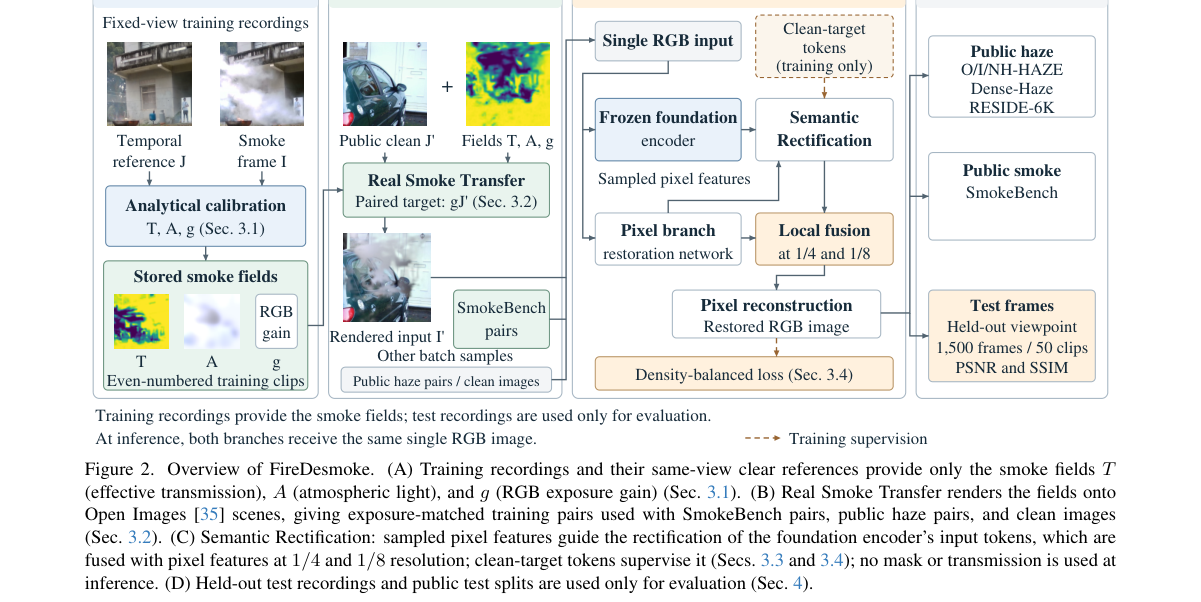 Fixed-view training recordings
Temporal
reference J
Smoke
frame I
Analytical calibration
T, A, g (Sec. 3.1)
Stored smoke fields
RGB
gain
T
A
g
Even-numbered training clips
+
Public clean J'
Fields T, A, g
Real Smoke Transfer
Paired target: gJ' (Sec. 3.2)
Rendered input I'
SmokeBench
pairs
Other batch samples
Public haze pairs / clean images
Single RGB input
Clean-target
tokens
(training only)
Frozen foundation
encoder
Semantic
Rectification
Sampled pixel features
Pixel branch
restoration network
Local fusion
at 1/4 and 1/8
Pixel reconstruction
Restored RGB image
Density-balanced loss (Sec. 3.4)
Public haze
O/I/NH-HAZE
Dense-Haze
RESIDE-6K
Public smoke
SmokeBench
Test frames
Held-out viewpoint
1,500 frames / 50 clips
PSNR and SSIM
Training recordings provide the smoke fields; test recordings are used only for evaluation.
At inference, both branches receive the same single RGB image.
Training supervision
Figure 2. Overview of FireDesmoke. (A) Training recordings and their same-view clear references provide only the smoke fields T
(effective transmission), A (atmospheric light), and g (RGB exposure gain) (Sec. 3.1). (B) Real Smoke Transfer renders the fields onto
Open Images [35] scenes, giving exposure-matched training pairs used with SmokeBench pairs, public haze pairs, and clean images
(Sec. 3.2). (C) Semantic Rectification: sampled pixel features guide the rectification of the foundation encoder's input tokens, which are
fused with pixel features at 1/4 and 1/8 resolution; clean-target tokens supervise it (Secs. 3.3 and 3.4); no mask or transmission is used at
inference. (D) Held-out test recordings and public test splits are used only for evaluation (Sec. 4).